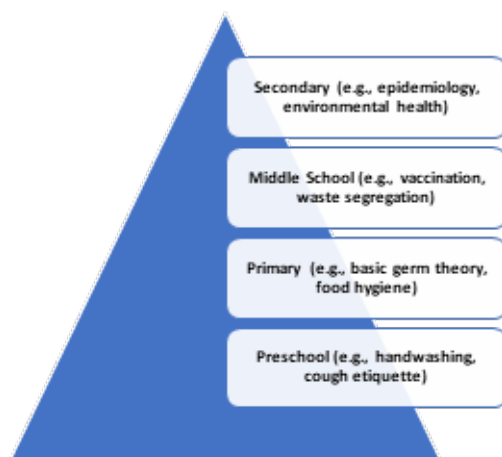 Secondary (e.g., epidemiology,
environmental health)
Middle School (e.g., vaccination,
waste segregation)
Primary (e.g., basic germ theory,
food hygiene)
Preschool (e.g., handwashing,
cough etiquette)